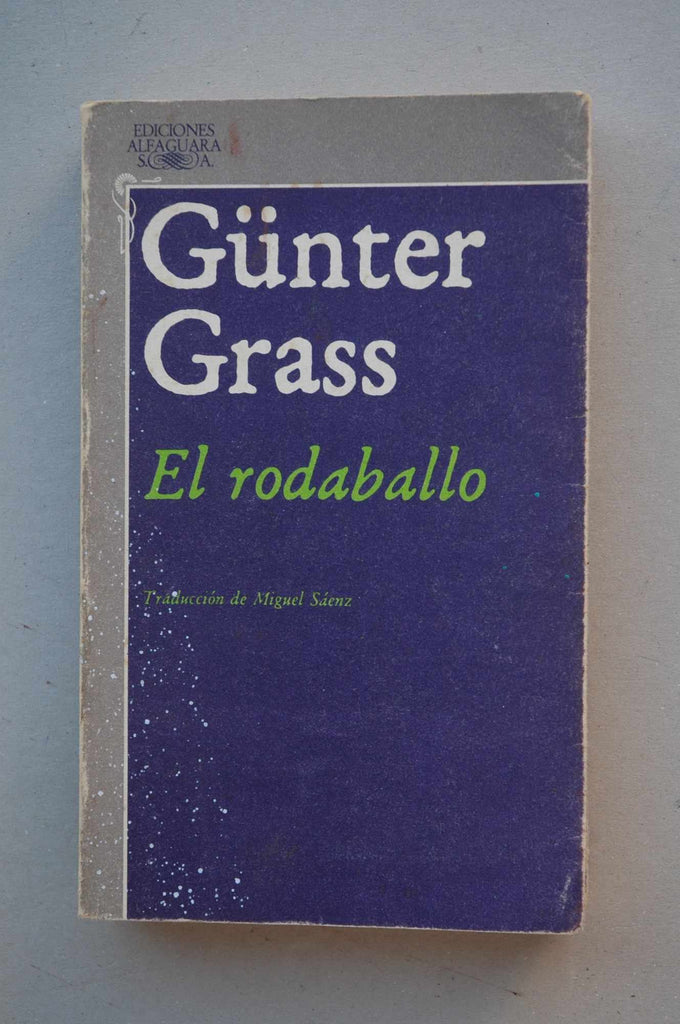 EDICIONES
ALFAGUARA
S. A.
Günter
Grass
El rodaballo
Traducción de Miguel Sáenz